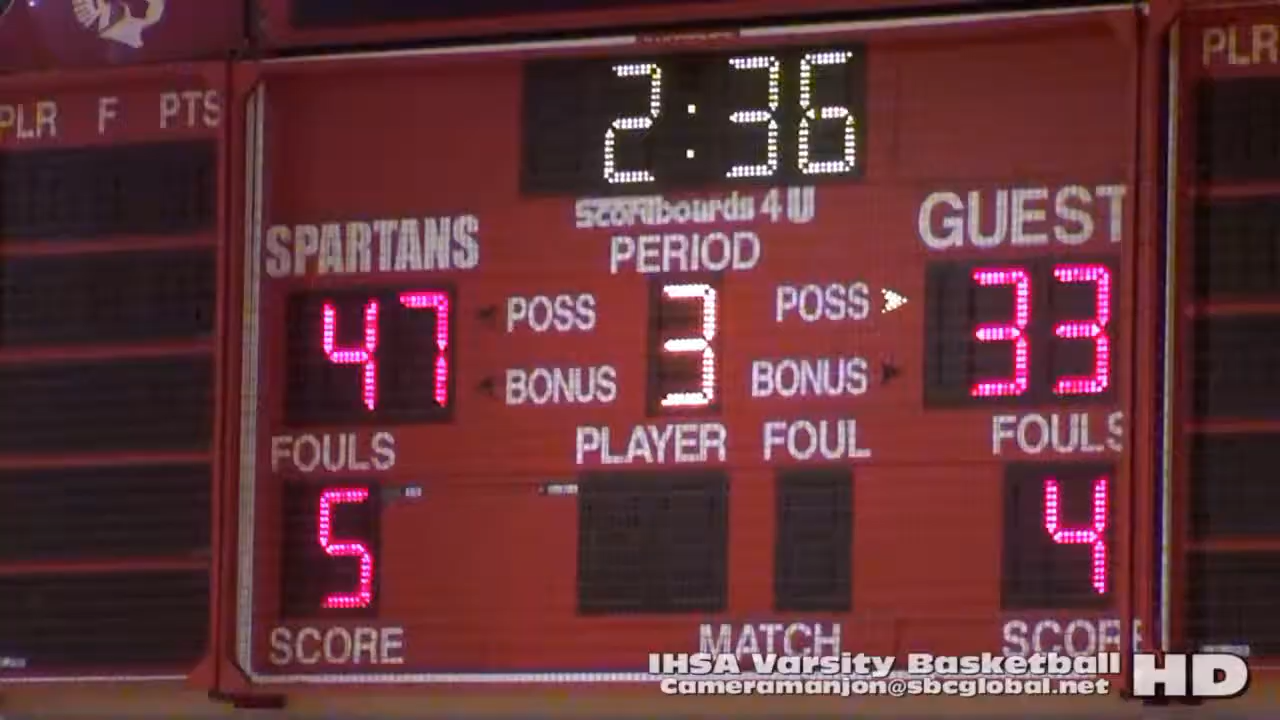 PLR F PTS
2:36
PLR
Scoreboards 4 U
SPARTANS
GUEST
PERIOD
47
POSS
3
POSS
33
BONUS
BONUS
FOULS
PLAYER
FOUL
FOULS
5
4
SCORE
MATCH
SCOR
IHSA Varsity Basketball
Cameramanjon@sbcglobal.net
HD